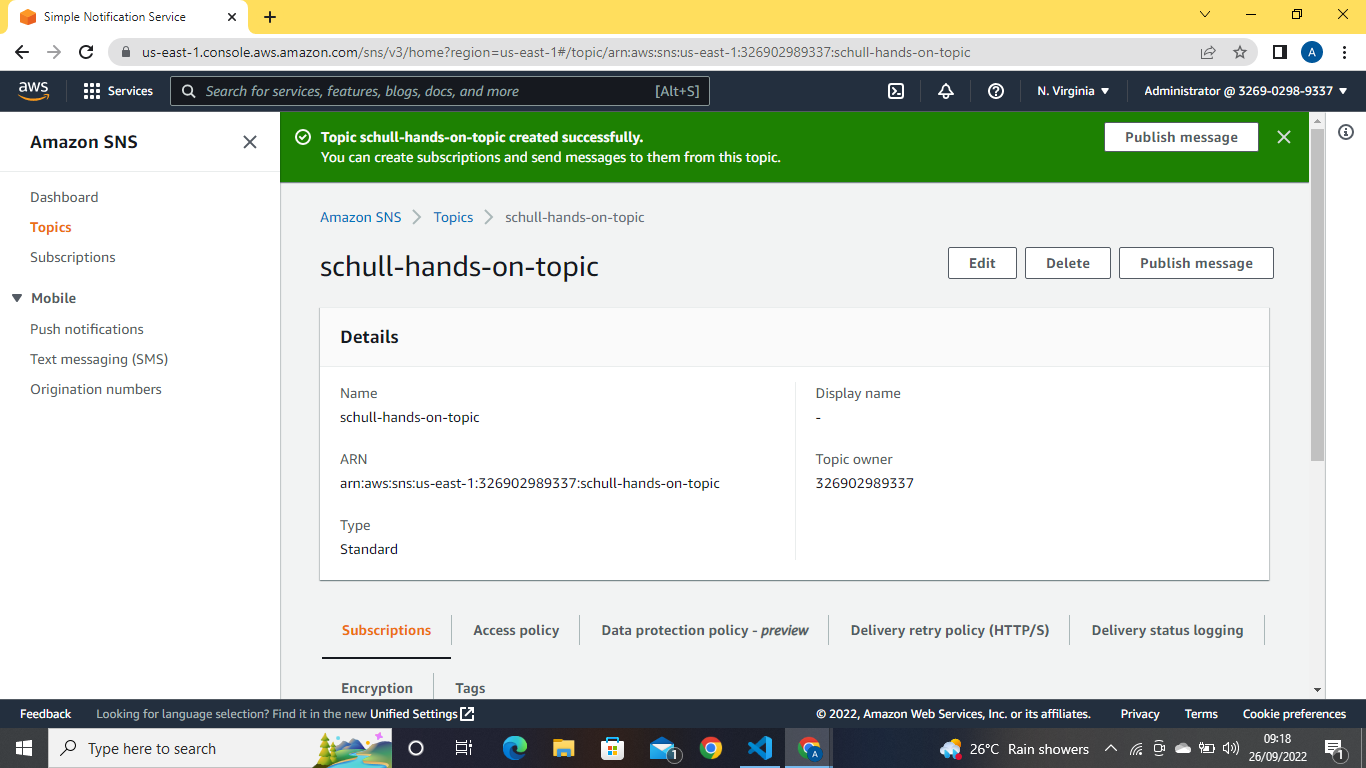 Simple Notification Service
us-east-1.console.aws.amazon.com/sns/v3/home?region=us-east-1#/topic/arn:aws:sns:us-east-1:326902989337:schull-hands-on-topic
A
aws
Services
Search for services, features, blogs, docs, and more
[Alt+S]
N. Virginia
Administrator @ 3269-0298-9337
Amazon SNS
Dashboard
Topics
Subscriptions
Mobile
Push notifications
Text messaging (SMS)
Origination numbers
Topic schull-hands-on-topic created successfully.
You can create subscriptions and send messages to them from this topic.
Publish message
Amazon SNS
Topics
schull-hands-on-topic
schull-hands-on-topic
Edit
Delete
Publish message
Details
Name
schull-hands-on-topic
ARN
arn:aws:sns:us-east-1:326902989337:schull-hands-on-topic
Type
Standard
Display name
-
Topic owner
326902989337
Subscriptions
Access policy
Data protection policy - preview
Delivery retry policy (HTTP/S)
Delivery status logging
Encryption
Tags
Feedback
Looking for language selection? Find it in the new Unified Settings
© 2022, Amazon Web Services, Inc. or its affiliates.
Privacy
Terms
Cookie preferences
Type here to search
1
A
26°C Rain showers
09:18
26/09/2022
1